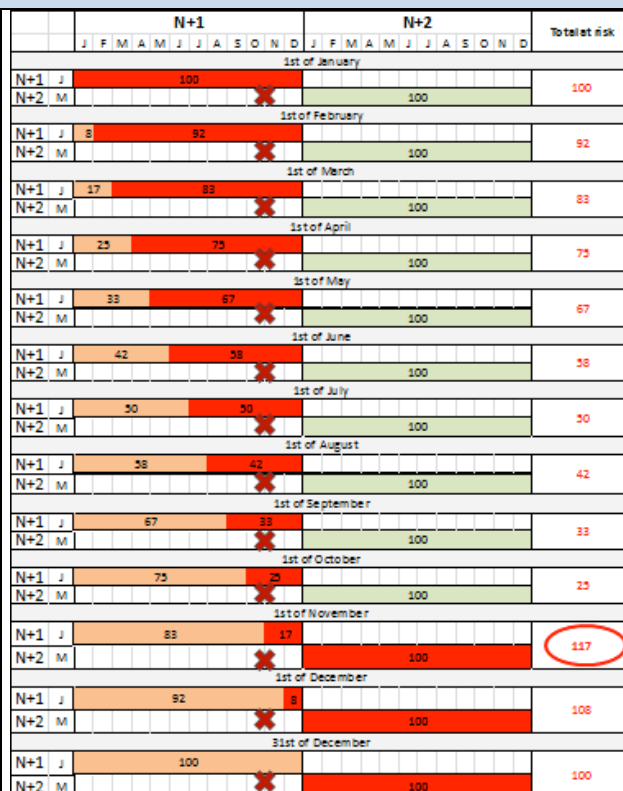 N+1 N+2 Total at risk
J F M A M J J A S O N D J F M A M J J A S O N D
1st of January
N+1 J 100
100
N+2 M 100
1st of February
N+1 J 8 92
92
N+2 M 100
1st of March
N+1 J 17 83
83
N+2 M 100
1st of April
N+1 J 25 75
75
N+2 M 100
1st of May
N+1 J 33 67
67
N+2 M 100
1st of June
N+1 J 42 58
58
N+2 M 100
1st of July
N+1 J 50 50
50
N+2 M 100
1st of August
N+1 J 58 42
42
N+2 M 100
1st of September
N+1 J 67 33
33
N+2 M 100
1st of October
N+1 J 75 25
25
N+2 M 100
1st of November
N+1 J 83 17
117
N+2 M 100
1st of December
N+1 J 92 8
108
N+2 M 100
31st of December
N+1 J 100
100
N+2 M 100